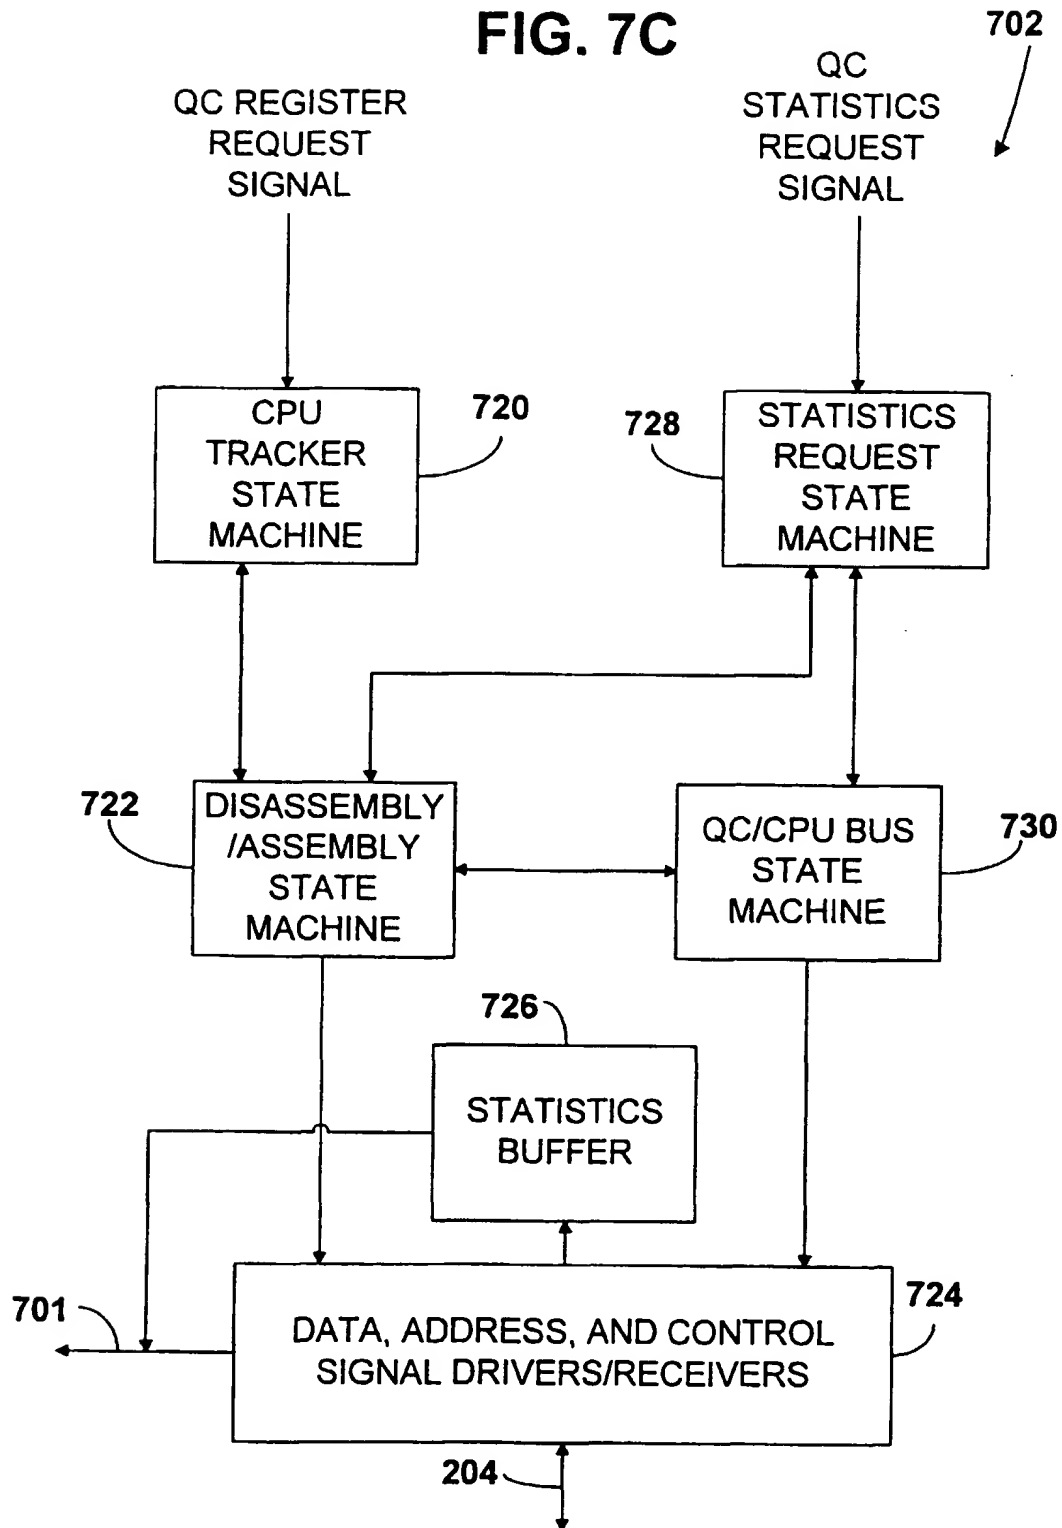 FIG. 7C
702
QC REGISTER
REQUEST
SIGNAL
QC
STATISTICS
REQUEST
SIGNAL
CPU
TRACKER
STATE
MACHINE
720
728
STATISTICS
REQUEST
STATE
MACHINE
722
DISASSEMBLY
/ASSEMBLY
STATE
MACHINE
QC/CPU BUS
STATE
MACHINE
730
726
STATISTICS
BUFFER
701
DATA, ADDRESS, AND CONTROL
SIGNAL DRIVERS/RECEIVERS
724
204